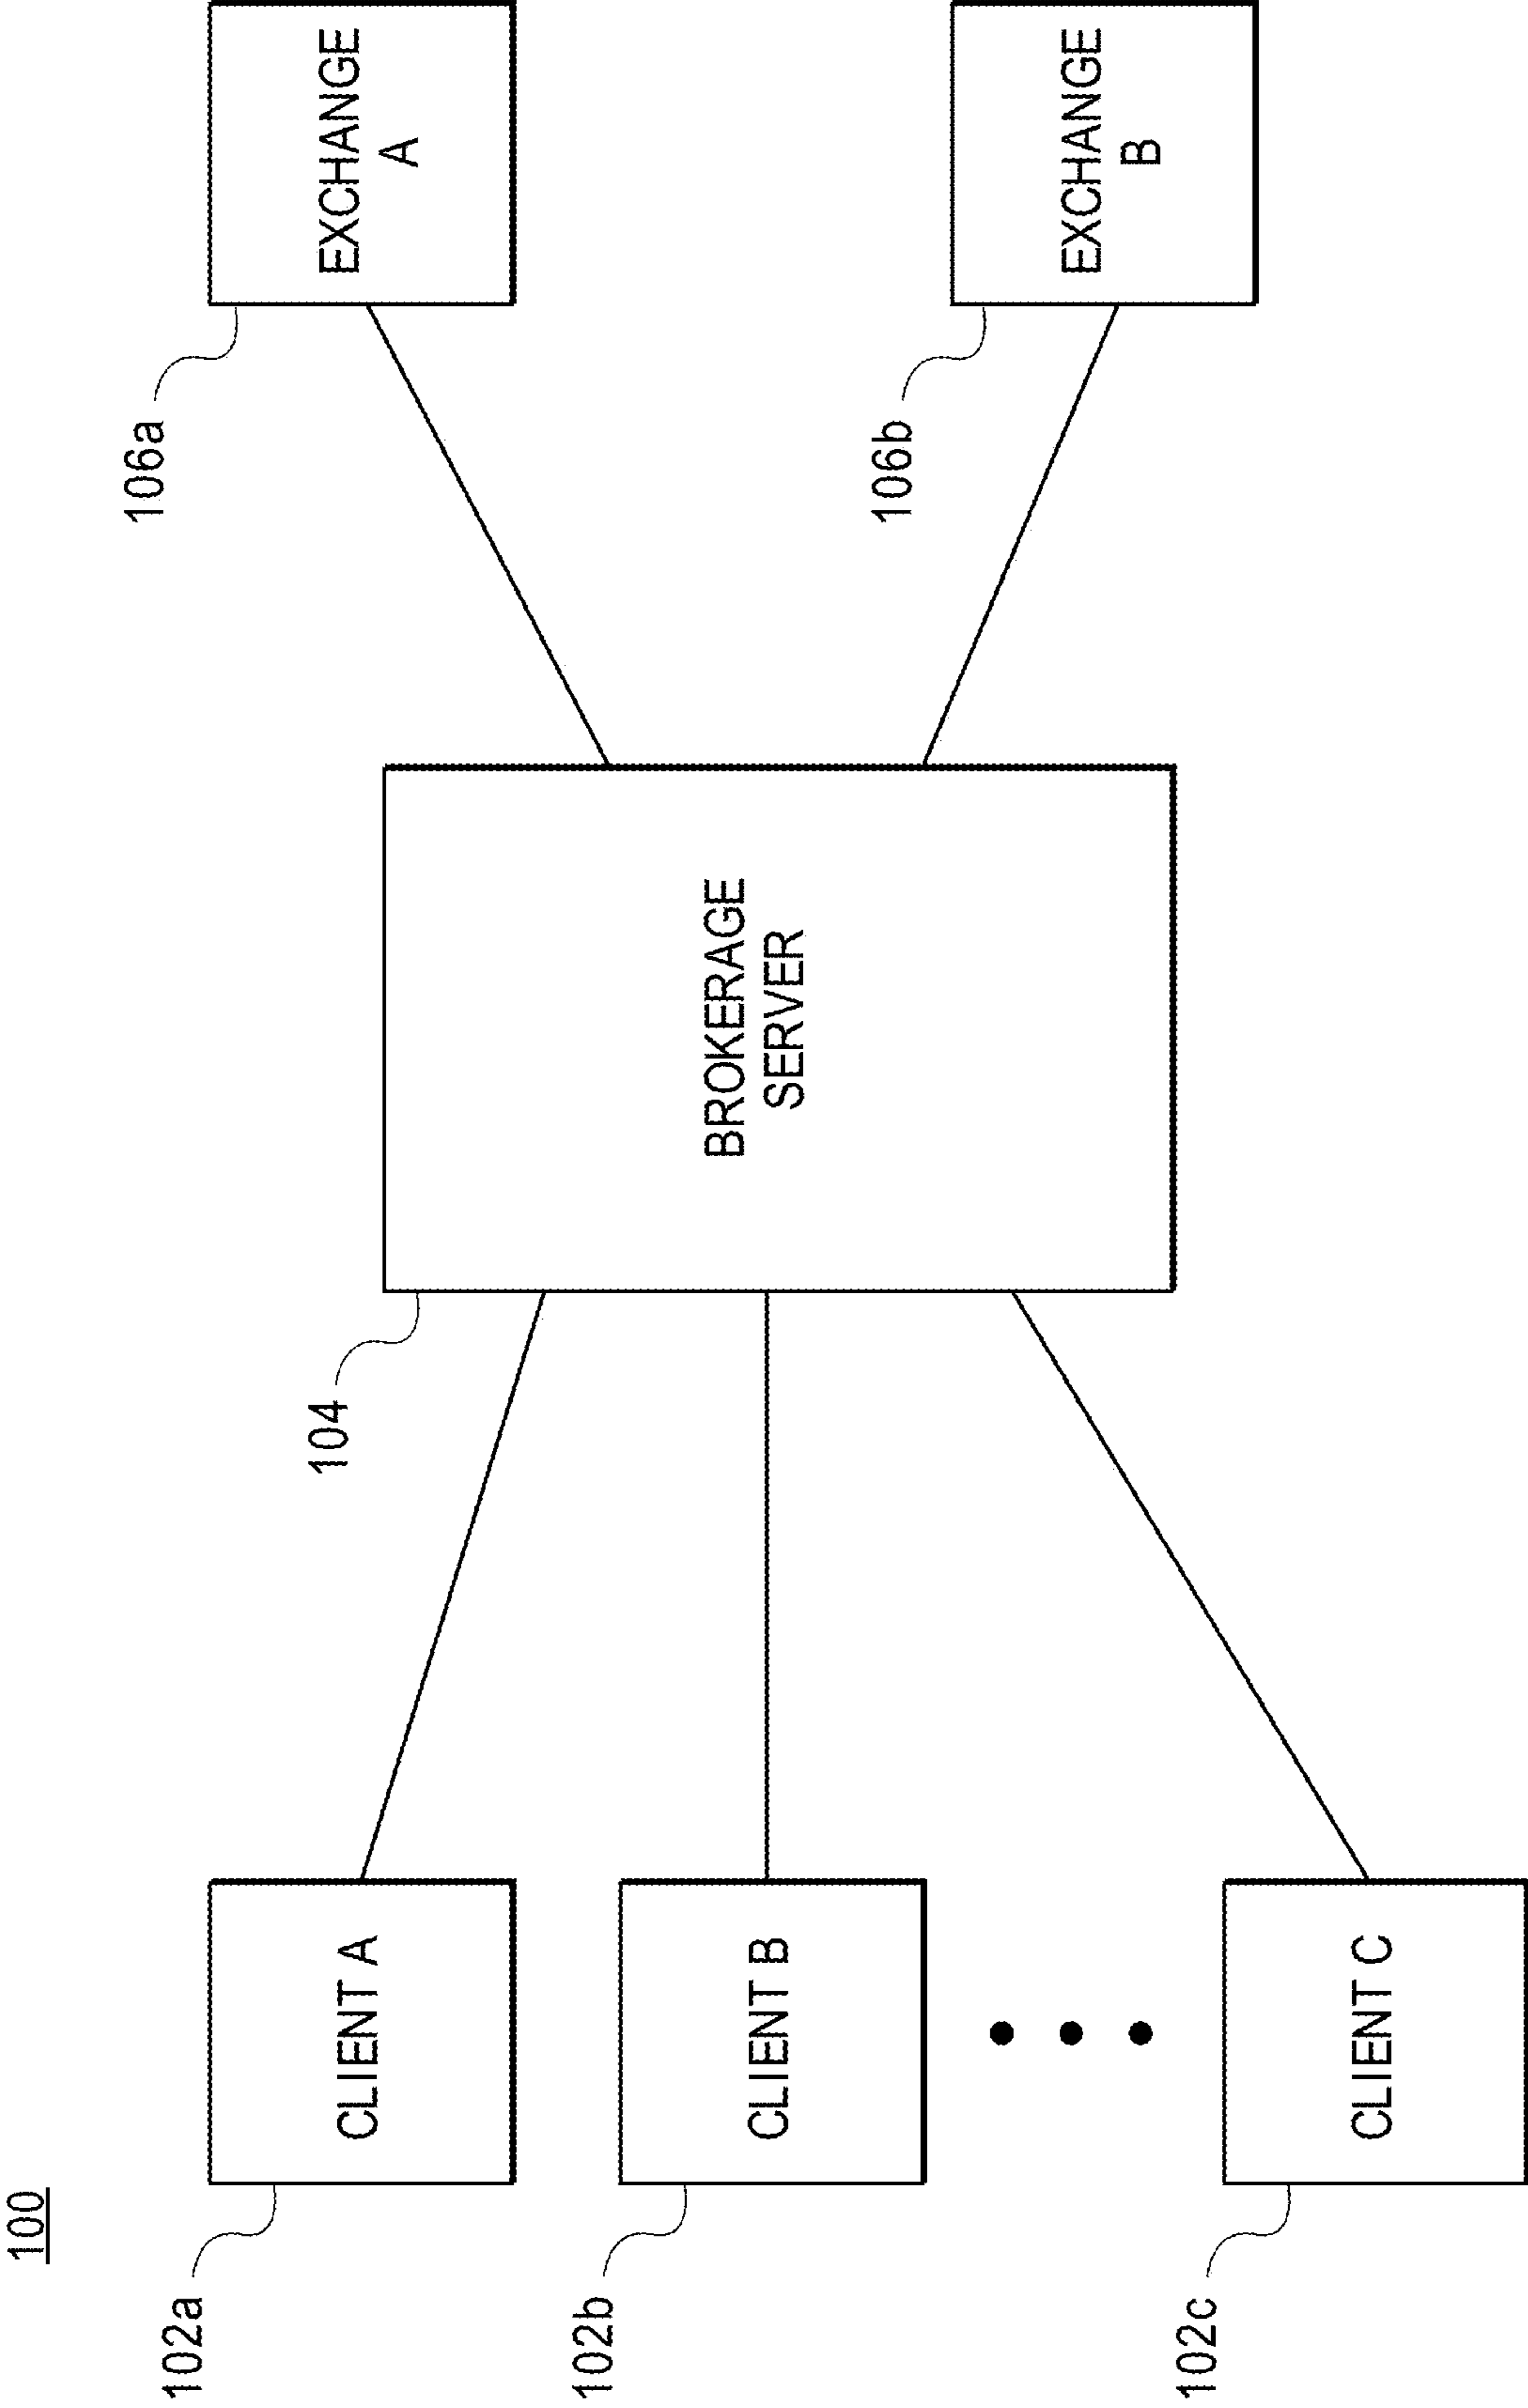 100
102a
CLIENT A
102b
CLIENT B
102c
CLIENT C
104
BROKERAGE
SERVER
106a
EXCHANGE
A
106b
EXCHANGE
B